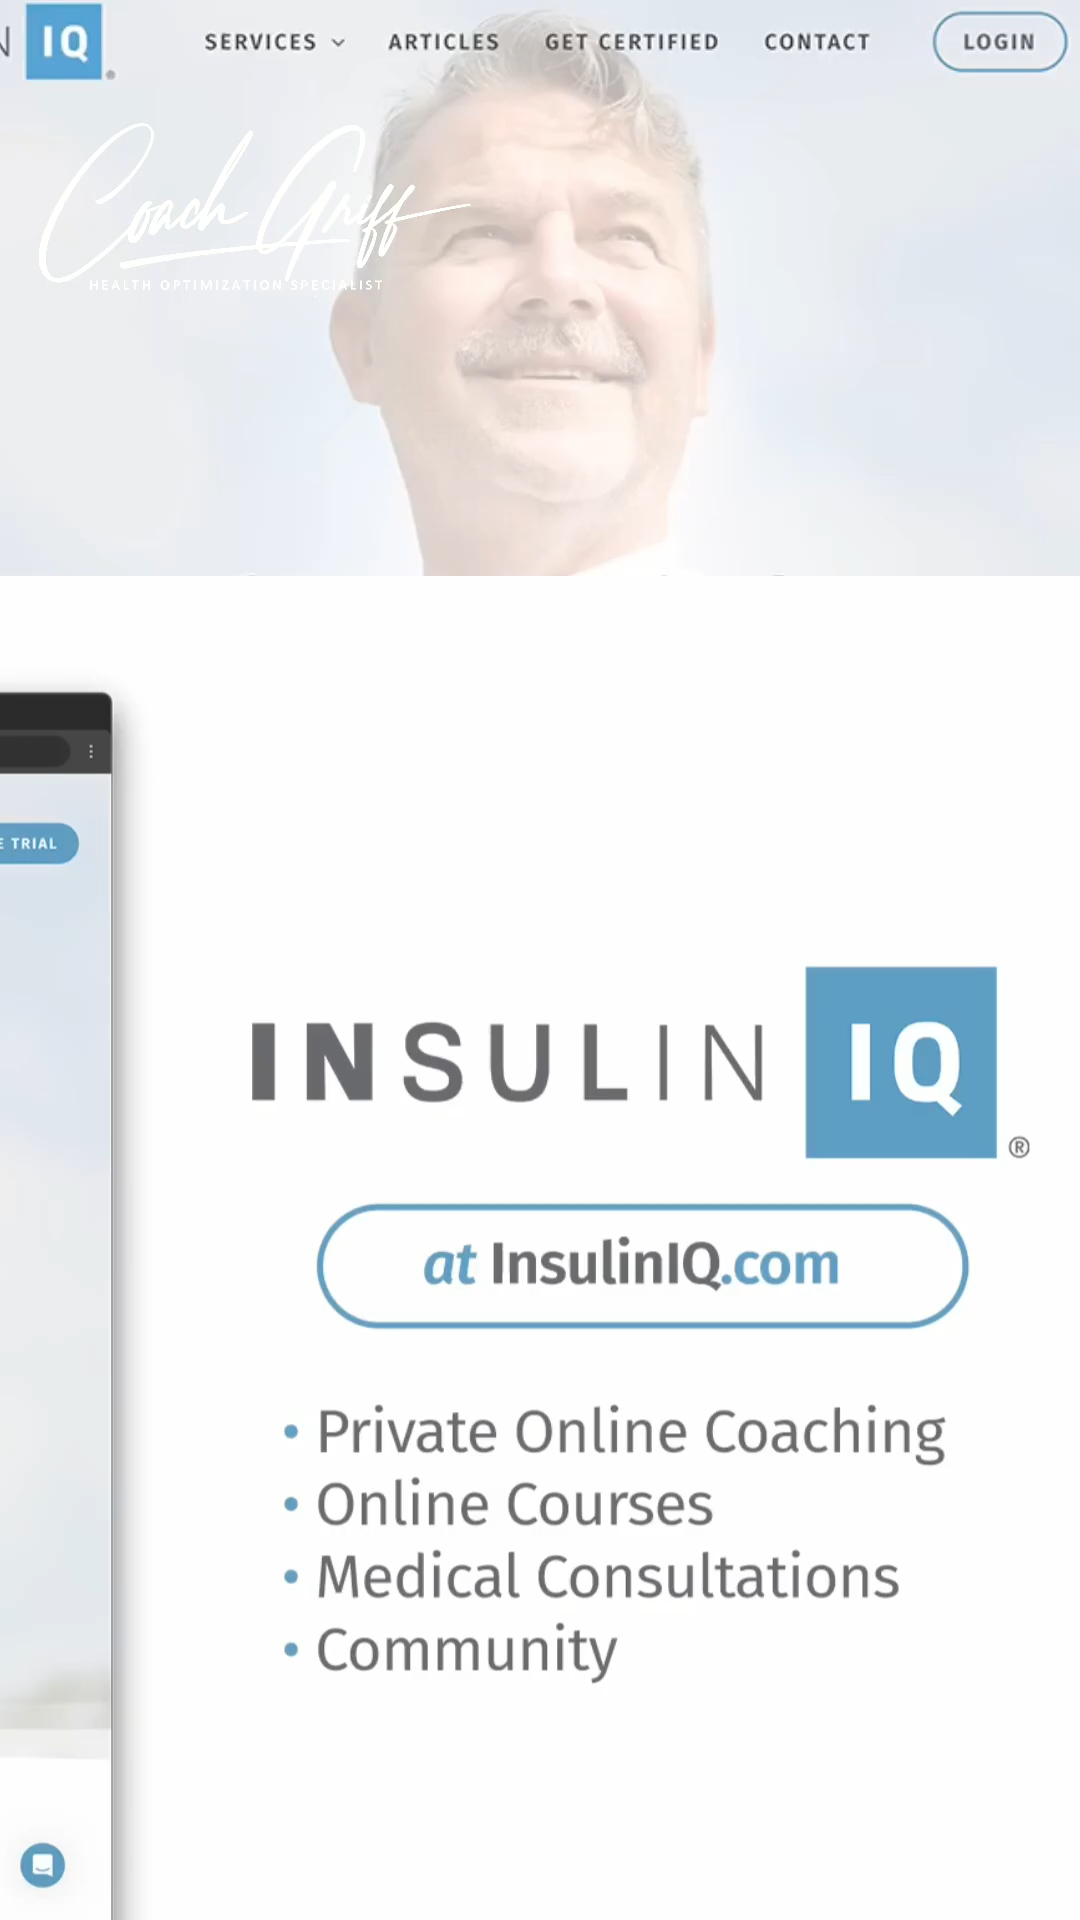 N IQ ®
SERVICES ARTICLES GET CERTIFIED CONTACT LOGIN
Coach Griff
HEALTH OPTIMIZATION SPECIALIST
E TRIAL
INSULIN IQ ®
at InsulinIQ.com
• Private Online Coaching
• Online Courses
• Medical Consultations
• Community